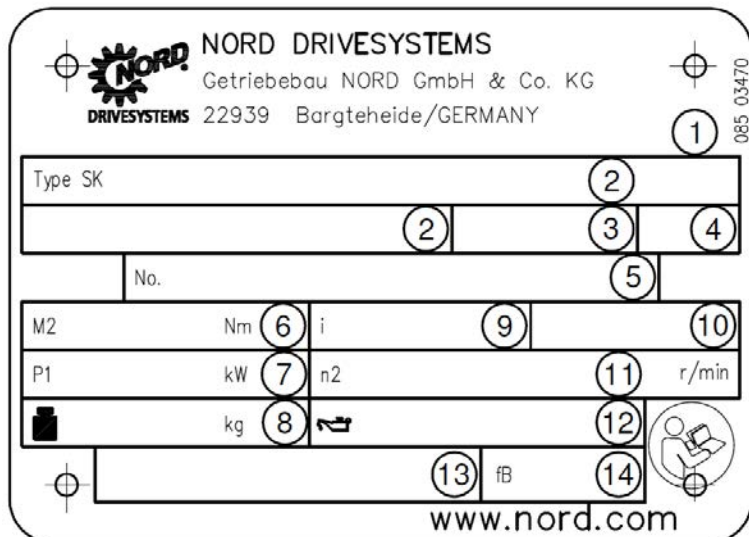 NORD DRIVESYSTEMS
NORD
DRIVESYSTEMS
Getriebebau NORD GmbH & Co. KG
22939 Bargteheide/GERMANY
085 03470
1
Type SK 2
2 3 4
No. 5
M2 Nm 6 i 9 10
P1 kW 7 n2 11 r/min
kg 8 12
13 fB 14
www.nord.com